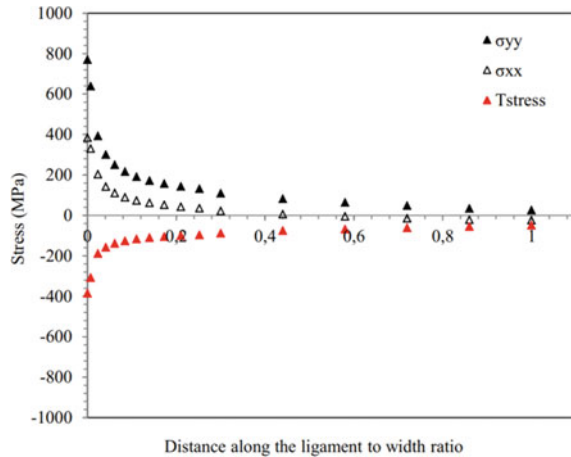 1000
800
600
400
200
0
-200
-400
-600
-800
-1000
Stress (MPa)
σyy
σxx
Tstress
0 0,2 0,4 0,6 0,8 1
Distance along the ligament to width ratio